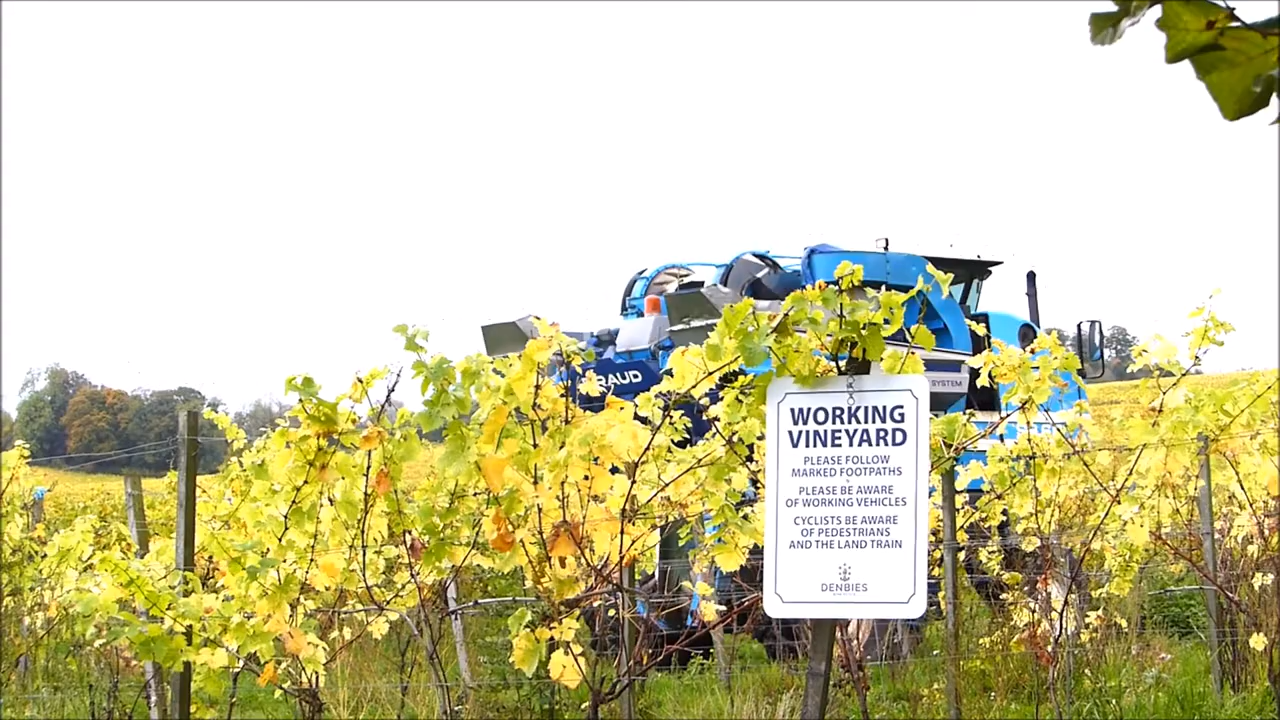 RAUD
SYSTEM
WORKING
VINEYARD
PLEASE FOLLOW
MARKED FOOTPATHS
PLEASE BE AWARE
OF WORKING VEHICLES
CYCLISTS BE AWARE
OF PEDESTRIANS
AND THE LAND TRAIN
DENBIES